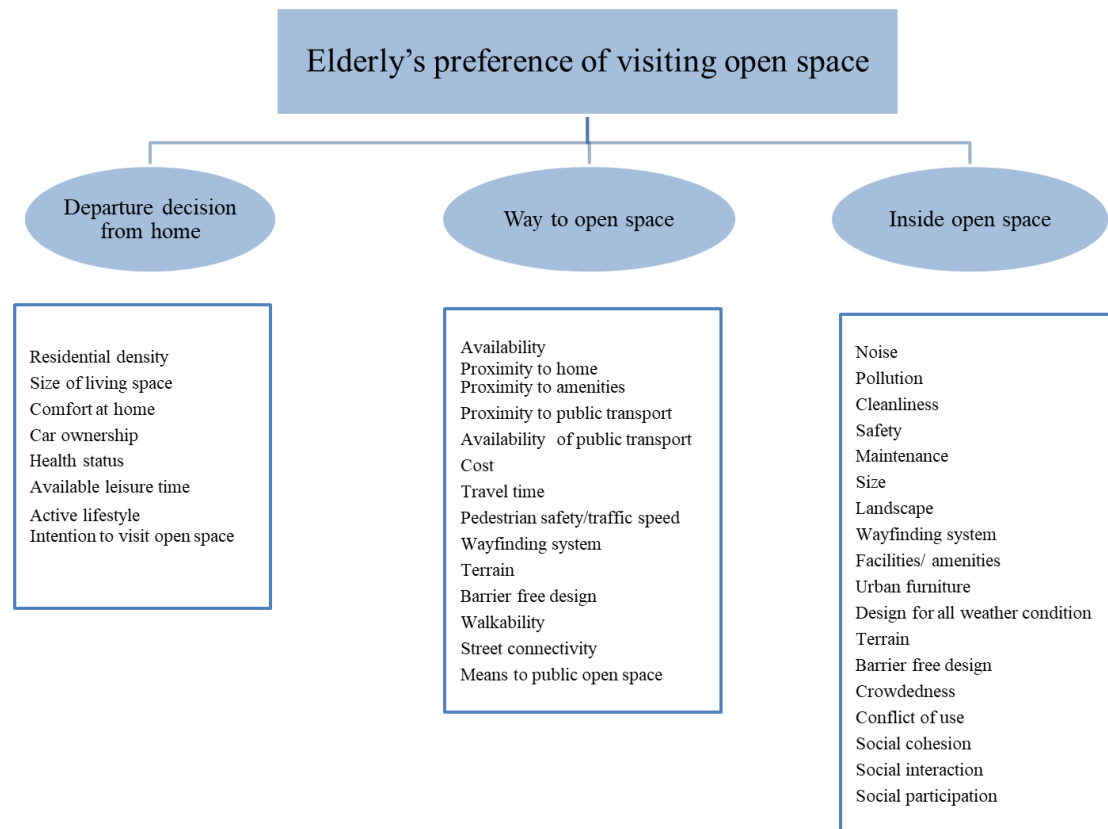 Elderly’s preference of visiting open space
Departure decision
from home
Way to open space
Inside open space
Residential density
Size of living space
Comfort at home
Car ownership
Health status
Available leisure time
Active lifestyle
Intention to visit open space
Availability
Proximity to home
Proximity to amenities
Proximity to public transport
Availability of public transport
Cost
Travel time
Pedestrian safety/traffic speed
Wayfinding system
Terrain
Barrier free design
Walkability
Street connectivity
Means to public open space
Noise
Pollution
Cleanliness
Safety
Maintenance
Size
Landscape
Wayfinding system
Facilities/ amenities
Urban furniture
Design for all weather condition
Terrain
Barrier free design
Crowdedness
Conflict of use
Social cohesion
Social interaction
Social participation